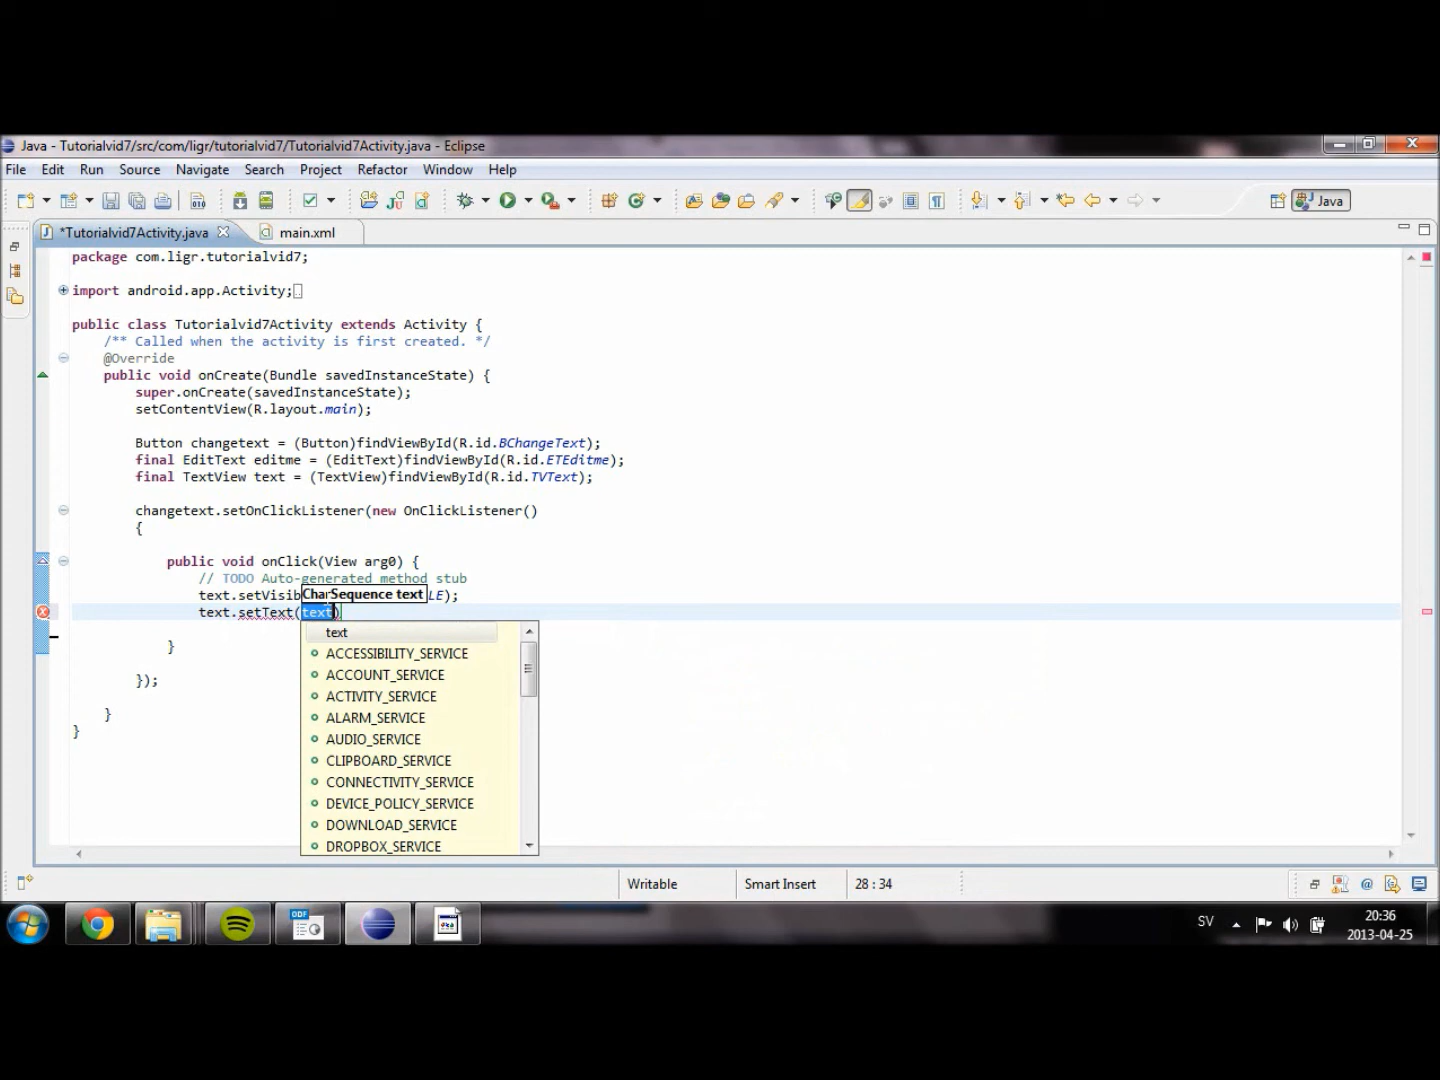 Java - Tutorialvid7/src/com/ligr/tutorialvid7/Tutorialvid7Activity.java - Eclipse
File Edit Run Source Navigate Search Project Refactor Window Help
Java
*Tutorialvid7Activity.java main.xml
package com.ligr.tutorialvid7;
import android.app.Activity;
public class Tutorialvid7Activity extends Activity {
/** Called when the activity is first created. */
@Override
public void onCreate(Bundle savedInstanceState) {
super.onCreate(savedInstanceState);
setContentView(R.layout.main);
Button changetext = (Button)findViewById(R.id.BChangeText);
final EditText editme = (EditText)findViewById(R.id.ETEditme);
final TextView text = (TextView)findViewById(R.id.TVText);
changetext.setOnClickListener(new OnClickListener()
{
public void onClick(View arg0) {
// TODO Auto-generated method stub
text.setVisib CharSequence text LE);
text.setText(text)
text
ACCESSIBILITY_SERVICE
ACCOUNT_SERVICE
}
});
ACTIVITY_SERVICE
ALARM_SERVICE
}
}
AUDIO_SERVICE
CLIPBOARD_SERVICE
CONNECTIVITY_SERVICE
DEVICE_POLICY_SERVICE
DOWNLOAD_SERVICE
DROPBOX_SERVICE
Writable Smart Insert 28 : 34
ODF
SV 20:36
2013-04-25